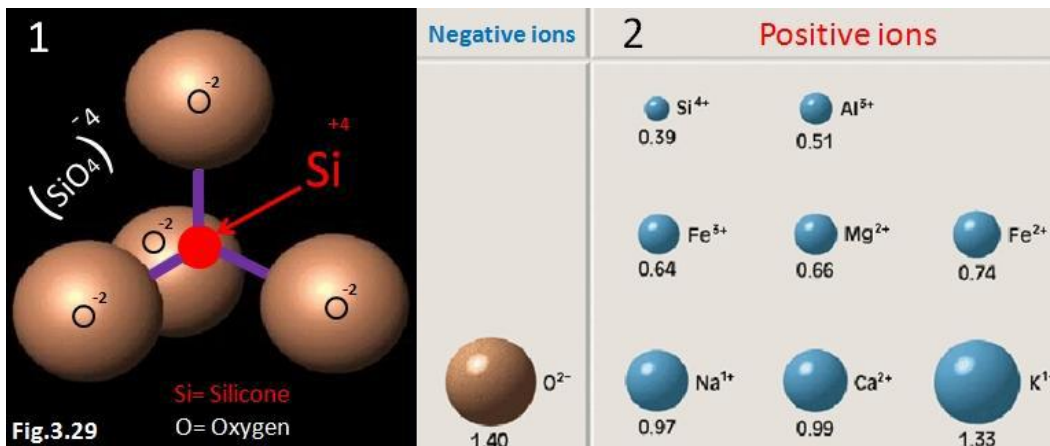 1
O⁻²
(SiO₄)⁻⁴
+4
Si
O⁻²
O⁻²
O⁻²
Si= Silicone
O= Oxygen
Fig.3.29
Negative ions
O²⁻
1.40
2
Positive ions
Si⁴⁺
0.39
Al³⁺
0.51
Fe³⁺
0.64
Mg²⁺
0.66
Fe²⁺
0.74
Na¹⁺
0.97
Ca²⁺
0.99
K¹⁺
1.33